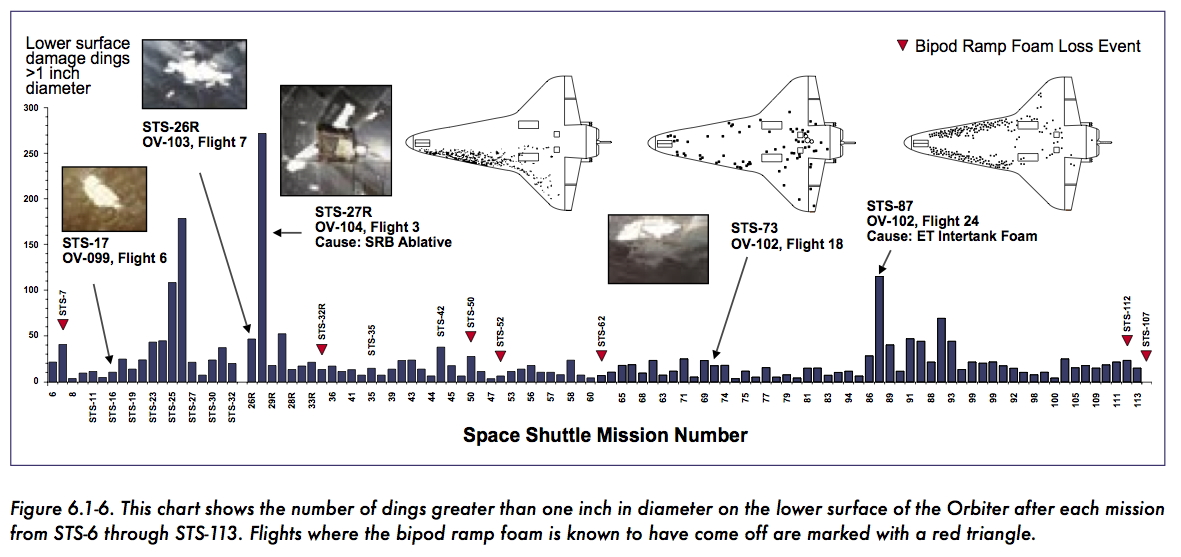 Lower surface
damage dings
>1 inch
diameter
Bipod Ramp Foam Loss Event
STS-26R
OV-103, Flight 7
STS-17
OV-099, Flight 6
STS-27R
OV-104, Flight 3
Cause: SRB Ablative
STS-73
OV-102, Flight 18
STS-87
OV-102, Flight 24
Cause: ET Intertank Foam
300
250
200
150
100
50
0
STS-7
STS-32R
STS-35
STS-42
STS-50
STS-52
STS-62
STS-112
STS-107
6
8
STS-11
STS-16
STS-19
STS-23
STS-25
STS-27
STS-30
STS-32
26R
29R
28R
33R
36
41
35
39
44
45
50
47
53
56
57
58
60
65
68
63
71
69
74
75
77
79
82
83
94
86
89
91
88
93
99
92
98
100
105
109
111
113
Space Shuttle Mission Number
Figure 6.1-6. This chart shows the number of dings greater than one inch in diameter on the lower surface of the Orbiter after each mission
from STS-6 through STS-113. Flights where the bipod ramp foam is known to have come off are marked with a red triangle.